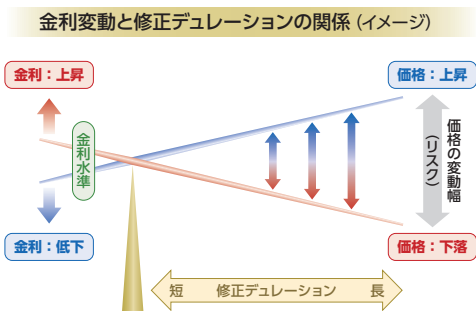 金利変動と修正デュレーションの関係（イメージ）
金利：上昇
価格：上昇
金利水準
価格の変動幅
（リスク）
金利：低下
価格：下落
短　修正デュレーション　長